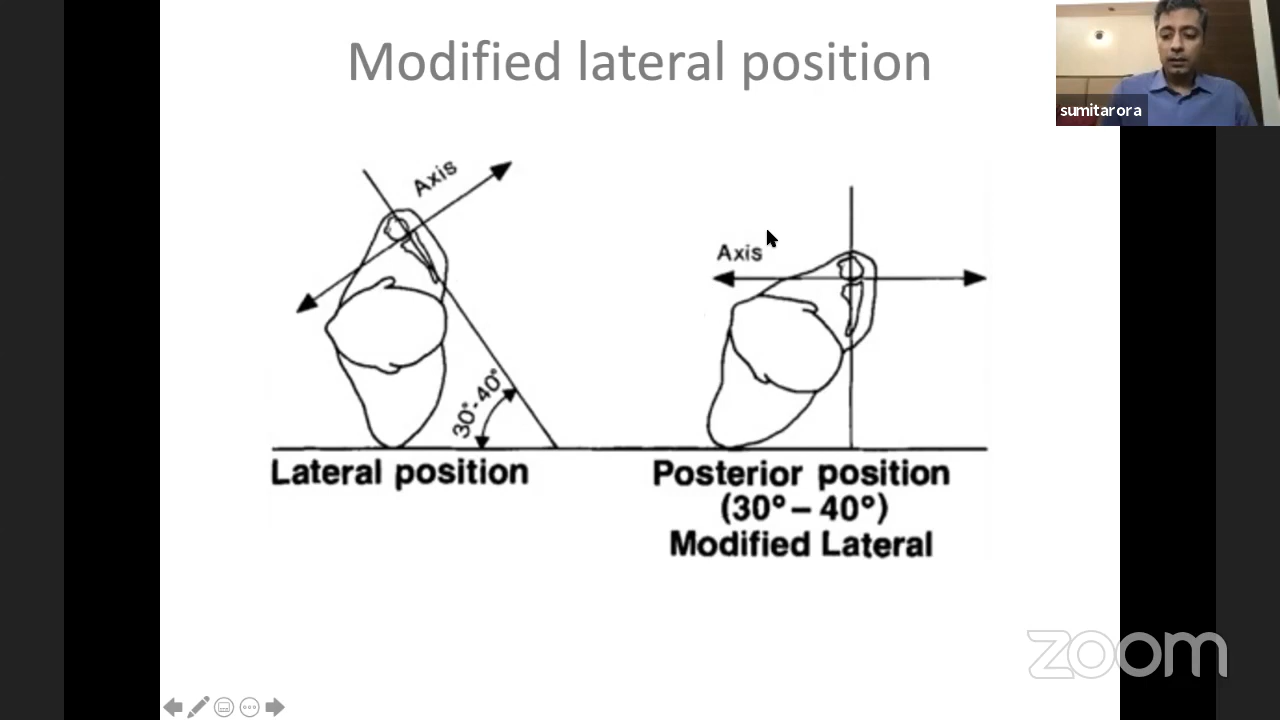 Modified lateral position
sumitarora
Axis
Axis
30°-40°
Lateral position
Posterior position
(30° – 40°)
Modified Lateral
zoom